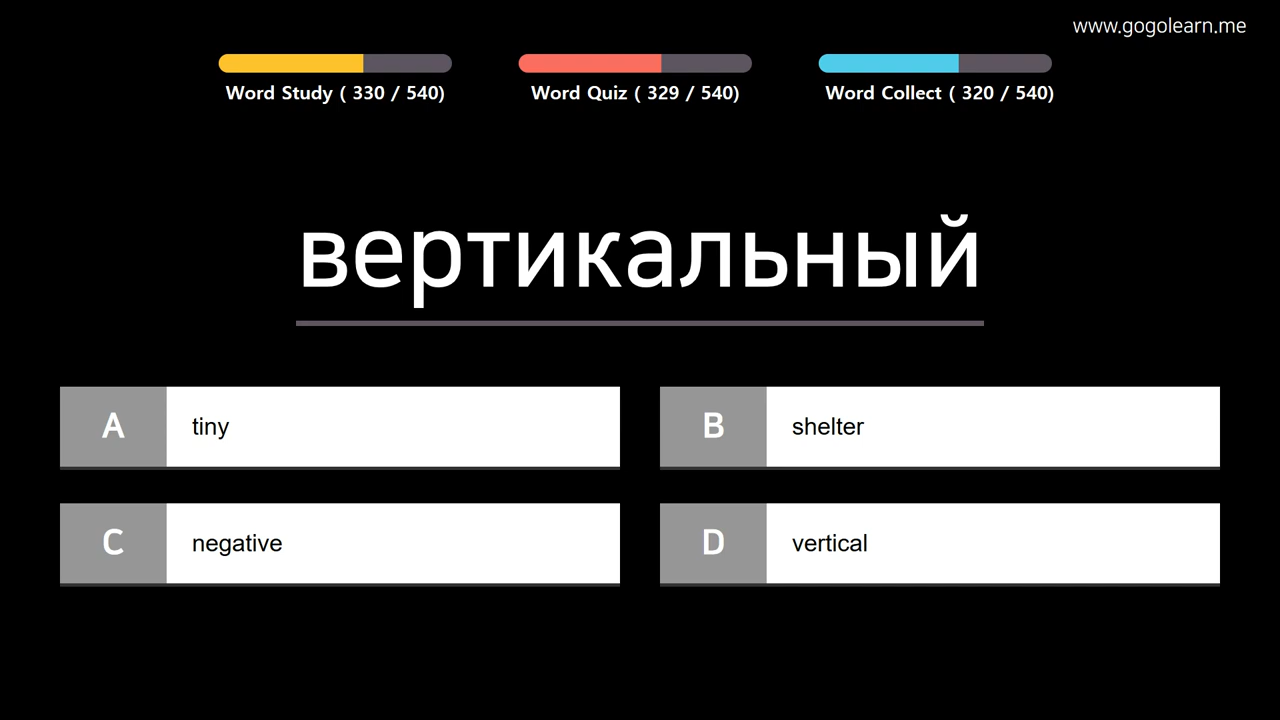 www.gogolearn.me
Word Study ( 330 / 540)
Word Quiz ( 329 / 540)
Word Collect ( 320 / 540)
вертикальный
A tiny
B shelter
C negative
D vertical